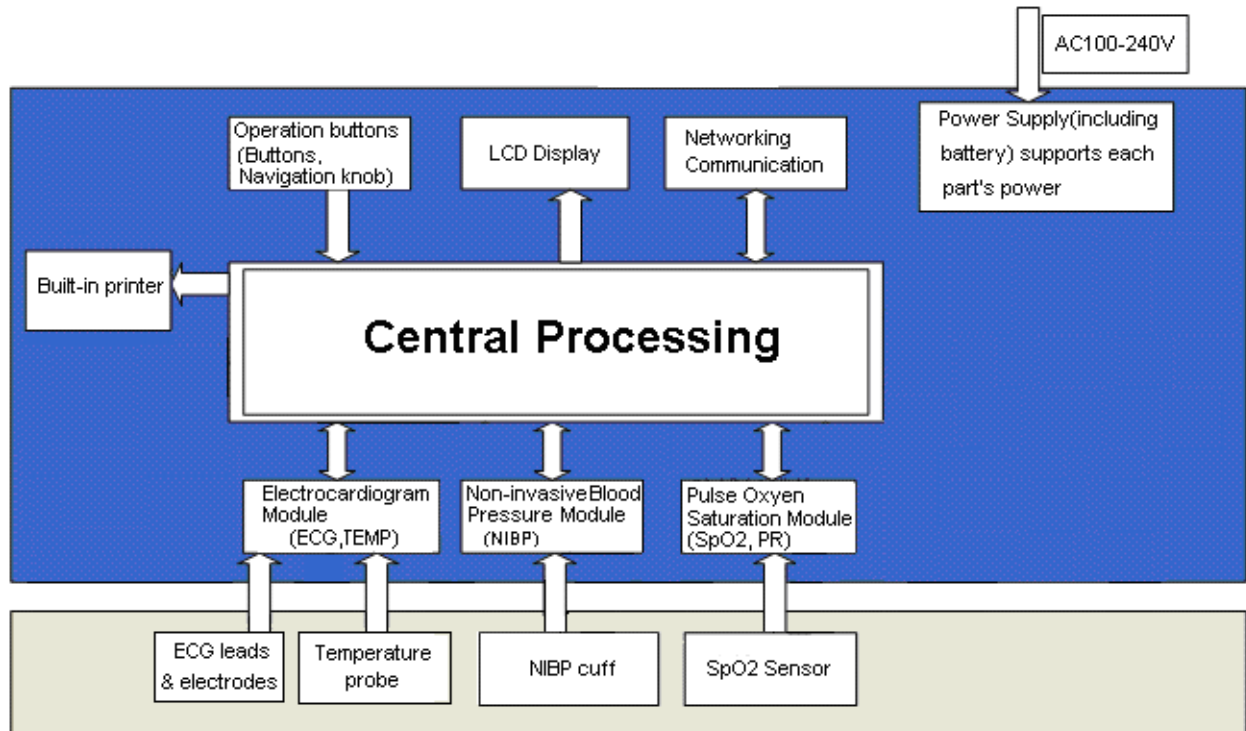 AC100-240V
Operation buttons
(Buttons,
Navigation knob)
LCD Display
Networking
Communication
Power Supply(including
battery) supports each
part's power
Built-in printer
Central Processing
Electrocardiogram
Module
(ECG,TEMP)
Non-invasive Blood
Pressure Module
(NIBP)
Pulse Oxyen
Saturation Module
(SpO2, PR)
ECG leads
& electrodes
Temperature
probe
NIBP cuff
SpO2 Sensor